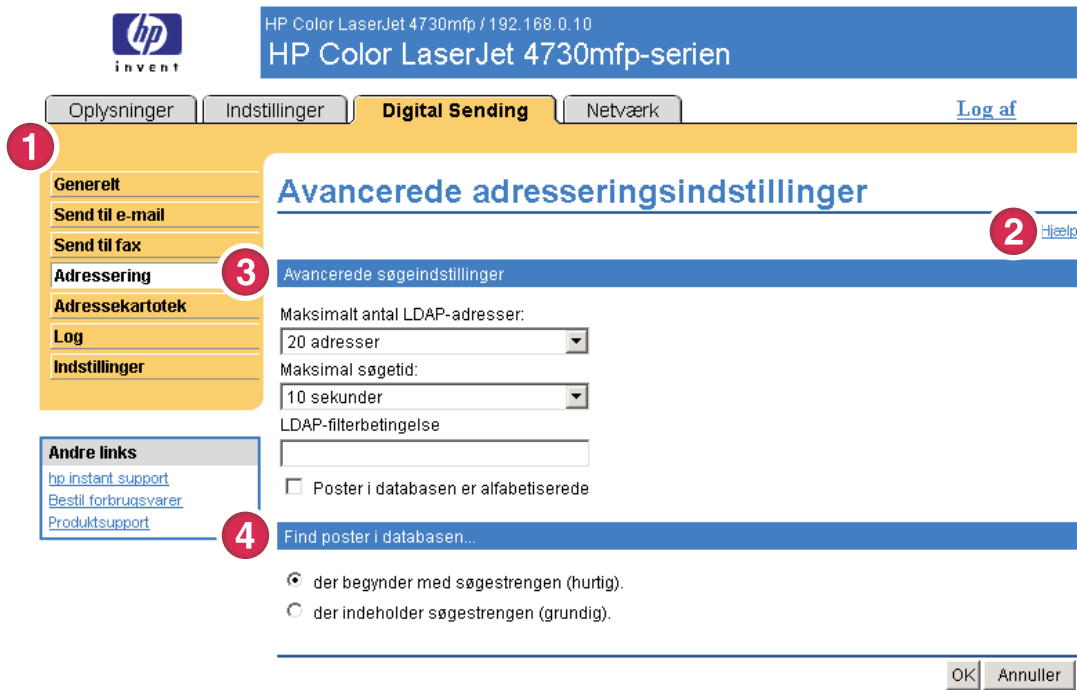 hp
invent
HP Color LaserJet 4730mfp / 192.168.0.10
HP Color LaserJet 4730mfp-serien
Oplysninger
Indstillinger
Digital Sending
Netværk
Log af
1
Generelt
Send til e-mail
Send til fax
Adressering
Adressekartotek
Log
Indstillinger
Andre links
hp instant support
Bestil forbrugsvarer
Produktsupport
Avancerede adresseringsindstillinger
2
Hjælp
3
Avancerede søgeindstillinger
Maksimalt antal LDAP-adresser:
20 adresser
Maksimal søgetid:
10 sekunder
LDAP-filterbetingelse
Poster i databasen er alfabetiserede
4
Find poster i databasen...
der begynder med søgestrengen (hurtig).
der indeholder søgestrengen (grundig).
OK
Annuller